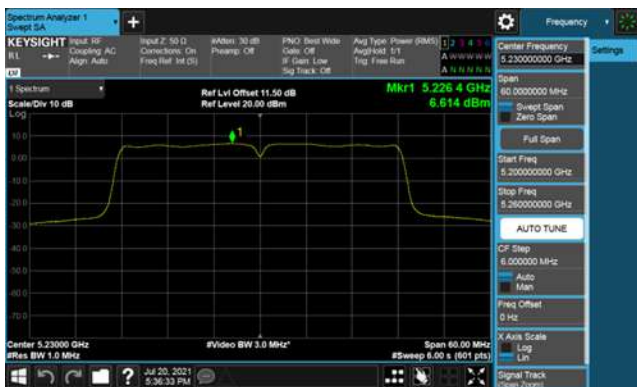 Spectrum Analyzer 1
Swept SA
Frequency
KEYSIGHT
Input: RF
Coupling: AC
Align: Auto
Input Z: 50 Ω
Corrections: On
Freq Ref: Int (S)
#Atten: 30 dB
Preamp: Off
PNO: Best Wide
Gate: Off
IF Gain: Low
Sig Track: Off
Avg Type: Power (RMS)
Avg|Hold: 1/1
Trig: Free Run
1 2 3 4 5 6
A W W W W W
A N N N N N
Center Frequency
5.230000000 GHz
Settings
Span
60.0000000 MHz
Swept Span
Zero Span
Full Span
Start Freq
5.200000000 GHz
Stop Freq
5.260000000 GHz
AUTO TUNE
CF Step
6.000000 MHz
Auto
Man
Freq Offset
0 Hz
X Axis Scale
Log
Lin
Signal Track
(Span Zoom)
1 Spectrum
Scale/Div 10 dB
Log
Ref Lvl Offset 11.50 dB
Ref Level 20.00 dBm
Mkr1 5.226 4 GHz
6.614 dBm
1
10.0
0.00
-10.0
-20.0
-30.0
-40.0
-50.0
-60.0
-70.0
Center 5.23000 GHz
#Res BW 1.0 MHz
#Video BW 3.0 MHz*
Span 60.00 MHz
#Sweep 6.00 s (601 pts)
Jul 20, 2021
5:36:33 PM